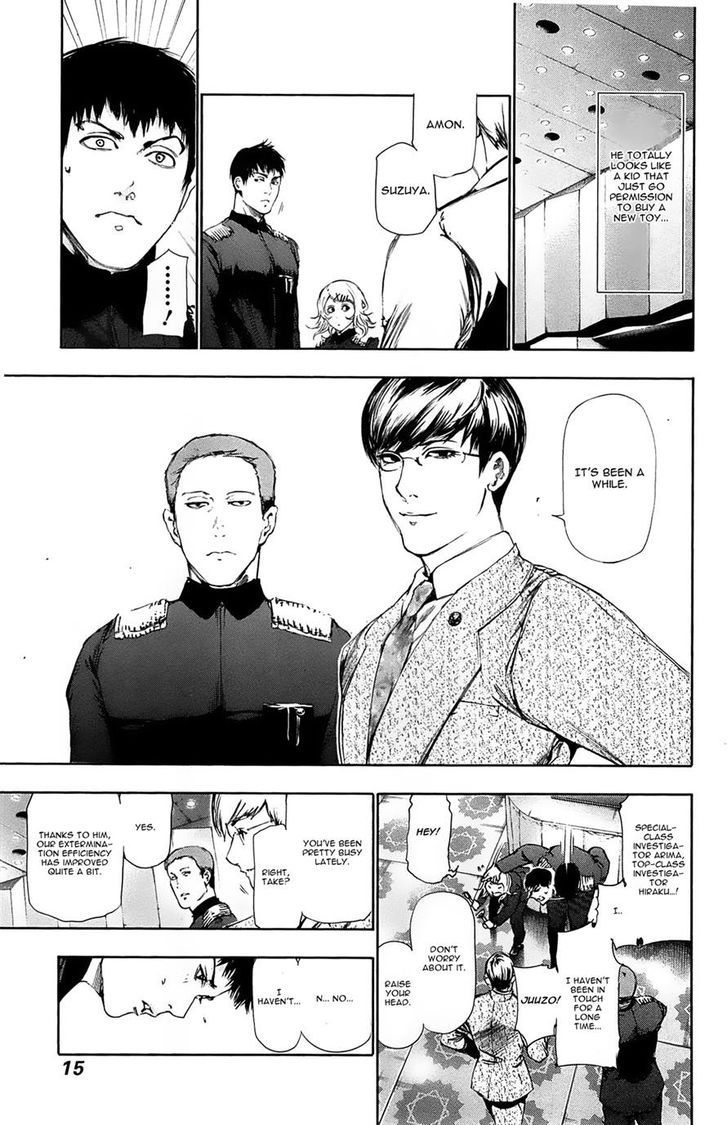 HE TOTALLY
LOOKS LIKE
A KID THAT
JUST GO
PERMISSION
TO BUY A
NEW TOY...
AMON.
SUZUYA.
......!
IT'S BEEN A
WHILE.
SPECIAL-
CLASS
INVESTIGA-
TOR ARIMA,
TOP-CLASS
INVESTIGA-
TOR
HIRAKU...!
I..
I HAVEN'T
BEEN IN
TOUCH
FOR A
LONG
TIME...
HEY!
JUUZO!
DON'T
WORRY
ABOUT IT.
RAISE
YOUR
HEAD.
YOU'VE BEEN
PRETTY BUSY
LATELY.
RIGHT,
TAKE?
YES.
THANKS TO HIM,
OUR EXTERMINA-
TION EFFICIENCY
HAS IMPROVED
QUITE A BIT.
N... NO...
I
HAVEN'T...
15